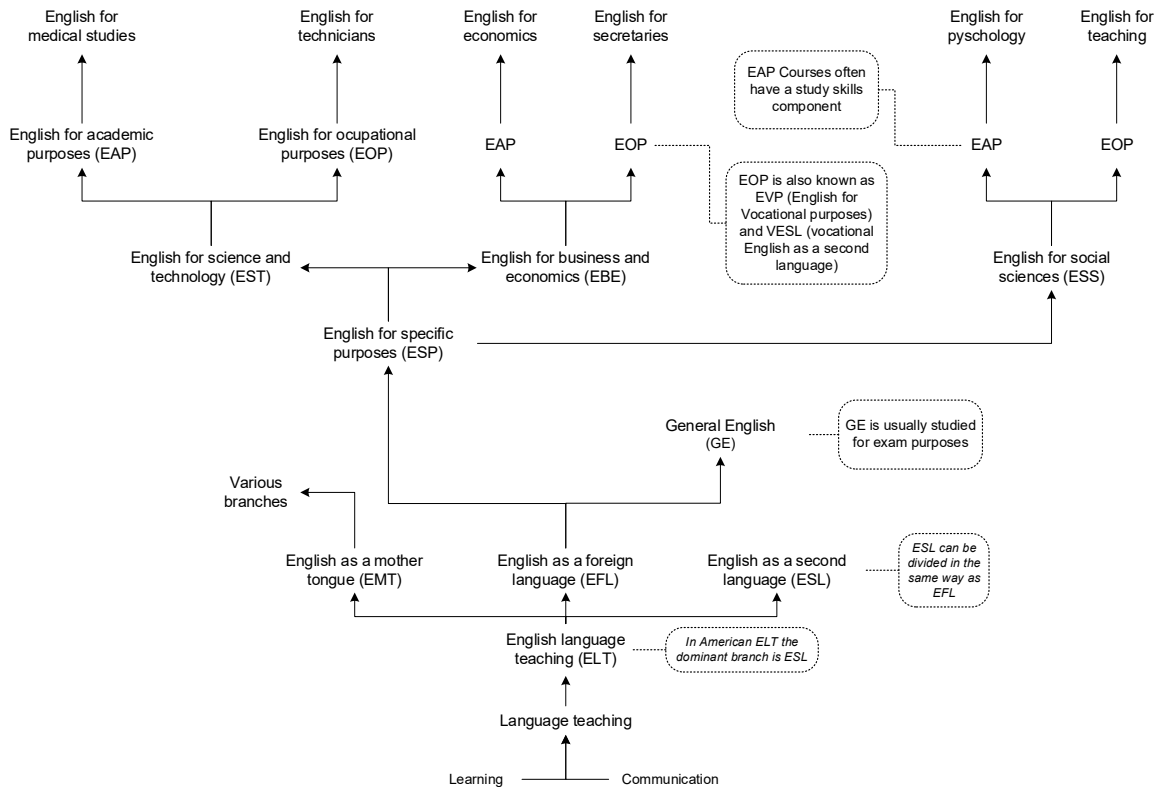 English for
medical studies
English for
technicians
English for
economics
English for
secretaries
English for
pyschology
English for
teaching
EAP Courses often
have a study skills
component
English for academic
purposes (EAP)
English for ocupational
purposes (EOP)
EAP
EOP
EAP
EOP
EOP is also known as
EVP (English for
Vocational purposes)
and VESL (vocational
English as a second
language)
English for science and
technology (EST)
English for business and
economics (EBE)
English for social
sciences (ESS)
English for specific
purposes (ESP)
General English
(GE)
GE is usually studied
for exam purposes
Various
branches
English as a mother
tongue (EMT)
English as a foreign
language (EFL)
English as a second
language (ESL)
ESL can be
divided in the
same way as
EFL
English language
teaching (ELT)
In American ELT the
dominant branch is ESL
Language teaching
Learning
Communication